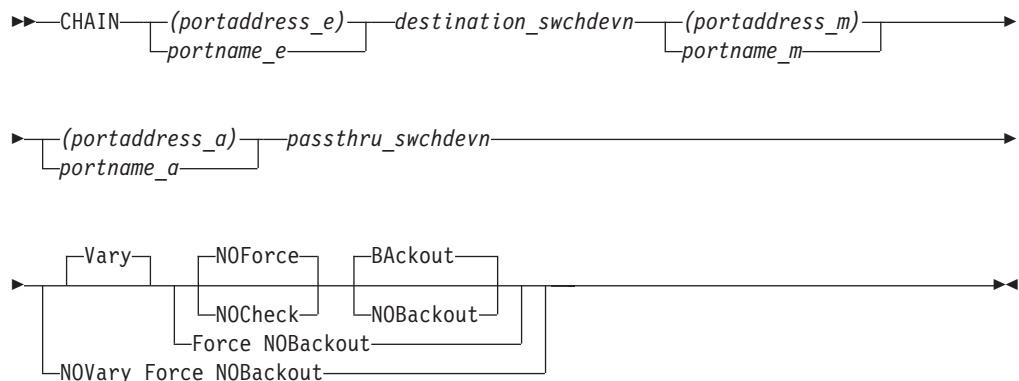 CHAIN (portaddress_e) destination_swchdevn (portaddress_m)
portname_e portname_m
(portaddress_a) passthru_swchdevn
portname_a
Vary NOForce BAckout
NOCheck NOBackout
Force NOBackout
NOVary Force NOBackout